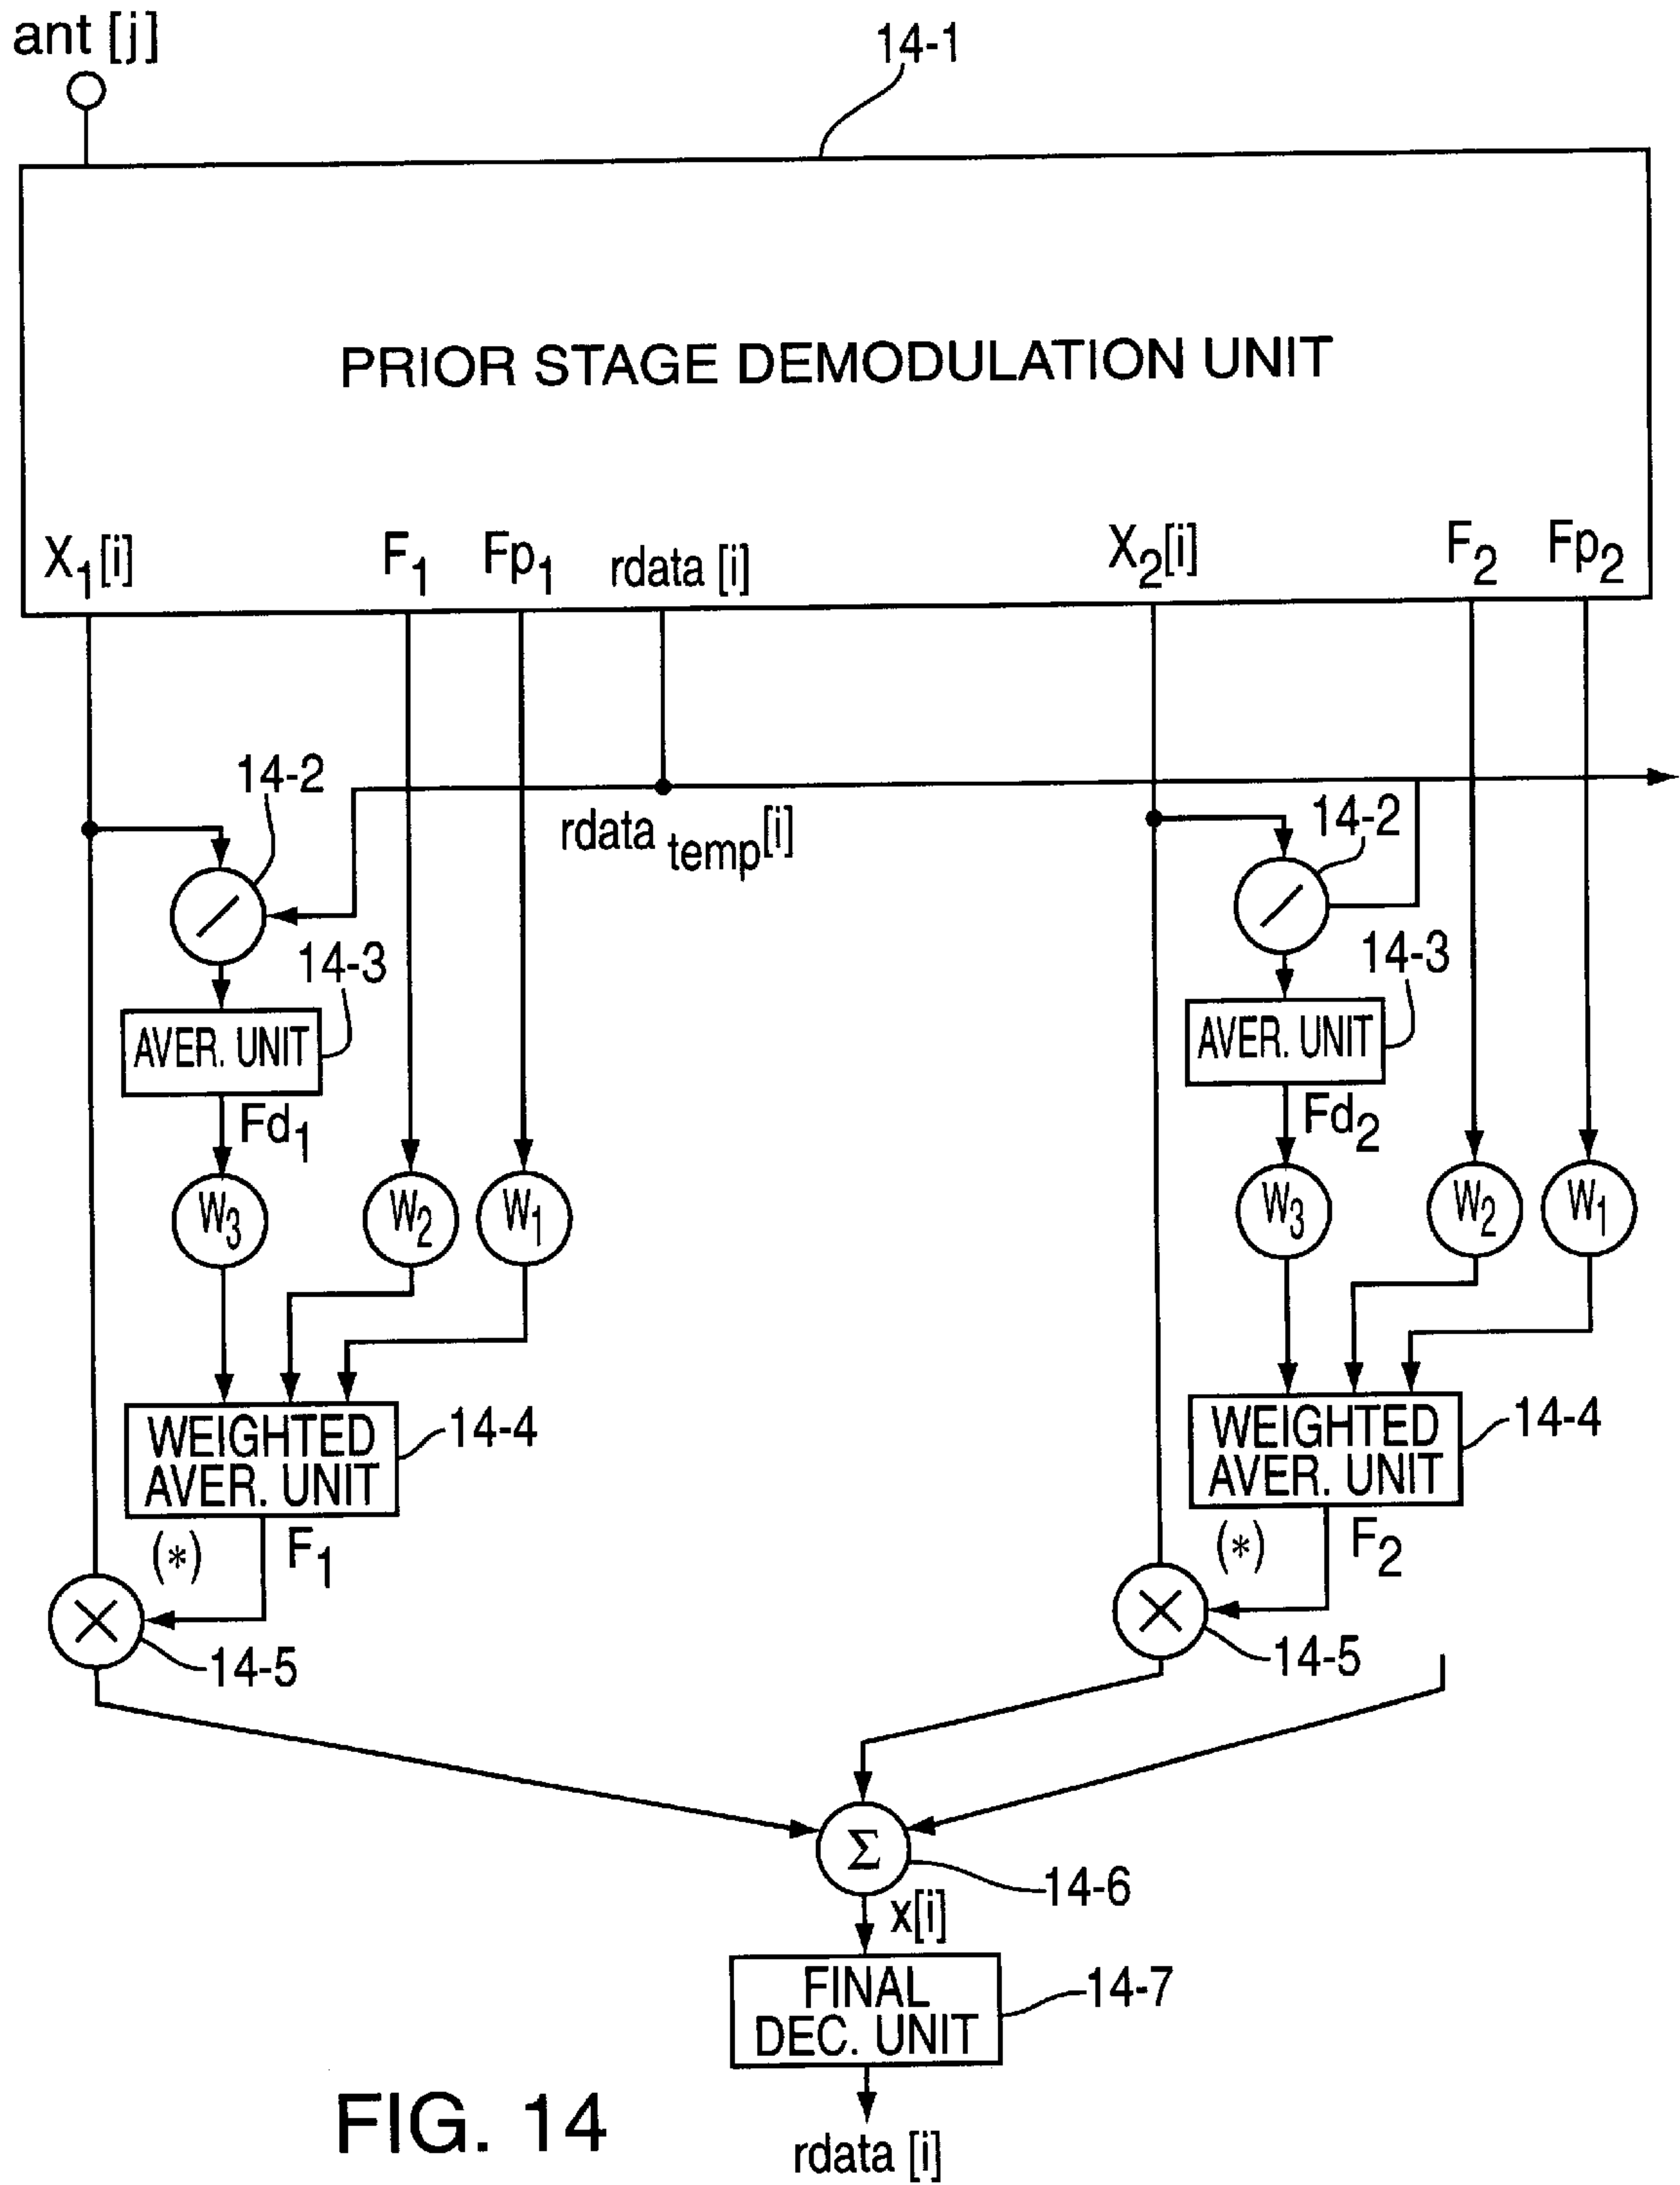 ant [j]
14-1
PRIOR STAGE DEMODULATION UNIT
X1[i] F1 Fp1 rdata [i] X2[i] F2 Fp2
14-2
rdata temp[i]
14-2
14-3
14-3
AVER. UNIT
AVER. UNIT
Fd1
Fd2
W3 W2 W1
W3 W2 W1
WEIGHTED
AVER. UNIT
14-4
WEIGHTED
AVER. UNIT
14-4
(*) F1
(*) F2
14-5
14-5
Σ
14-6
x[i]
FINAL
DEC. UNIT
14-7
rdata [i]
FIG. 14